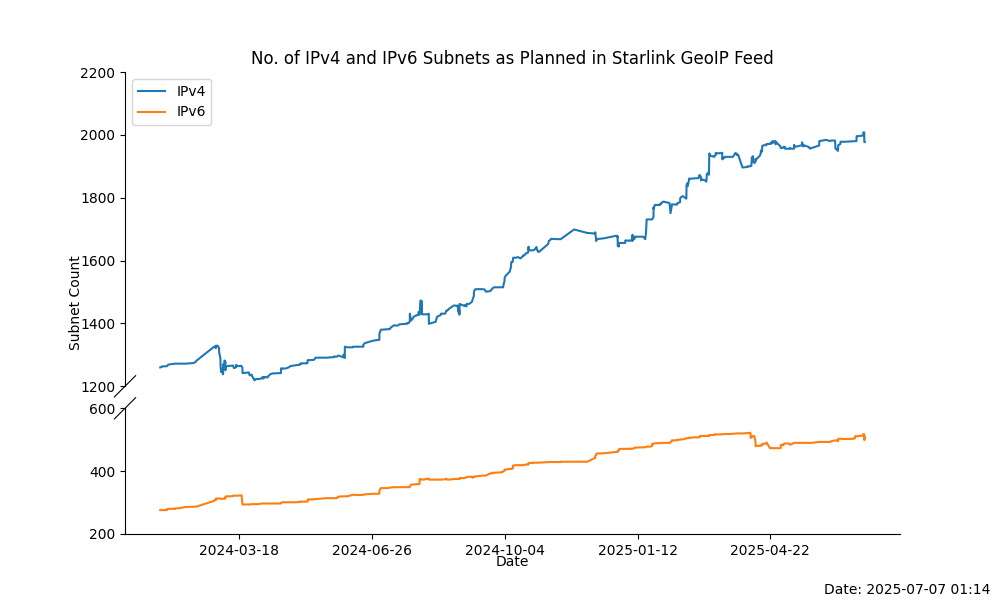 No. of IPv4 and IPv6 Subnets as Planned in Starlink GeoIP Feed
IPv4
IPv6
2200
2000
1800
1600
1400
1200
600
400
200
Subnet Count
2024-03-18 2024-06-26 2024-10-04 2025-01-12 2025-04-22
Date
Date: 2025-07-07 01:14